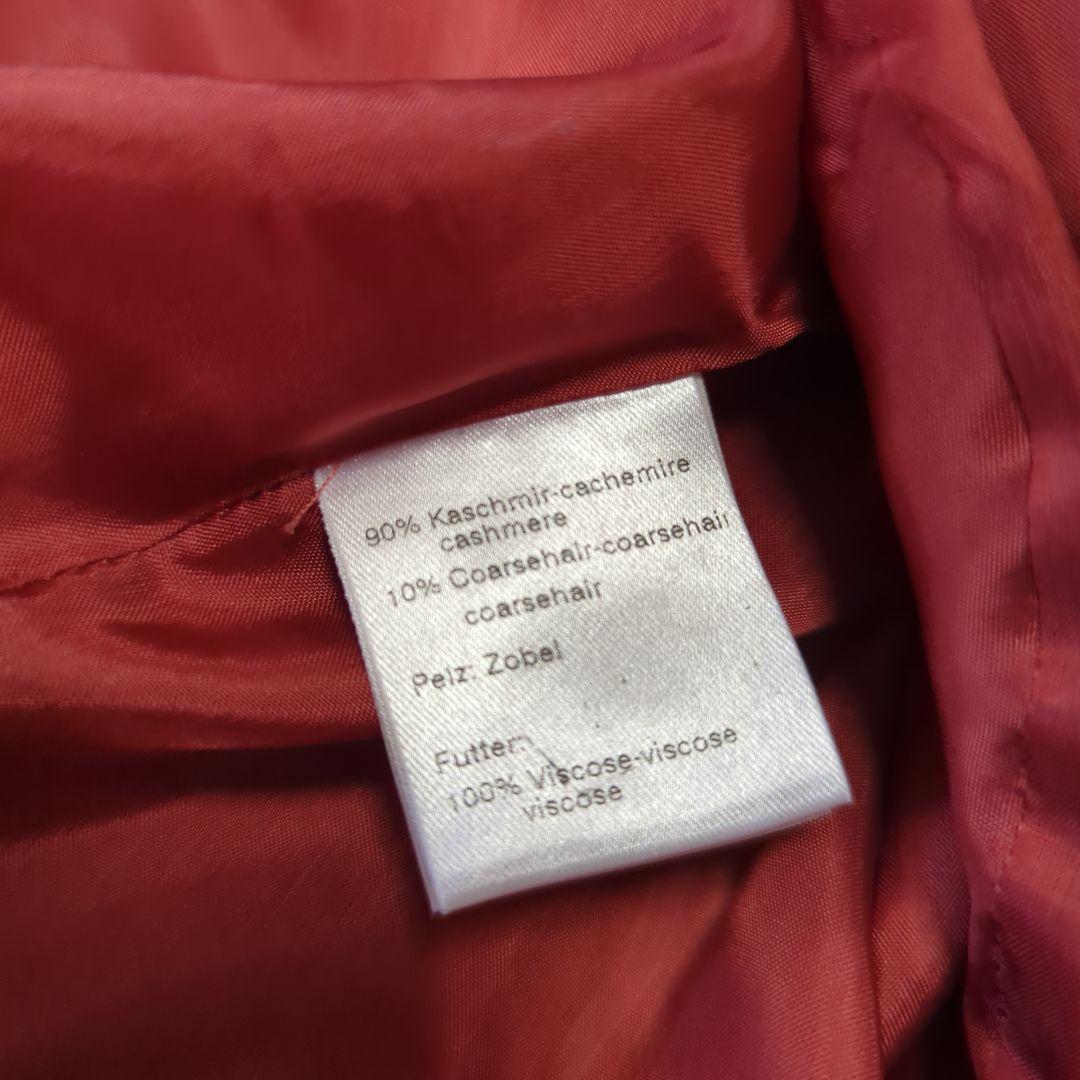 90% Kaschmir-cachemire
cashmere
10% Coarsehair-coarsehair
coarsehair
Pelz: Zobel
Futter:
100% Viscose-viscose
viscose